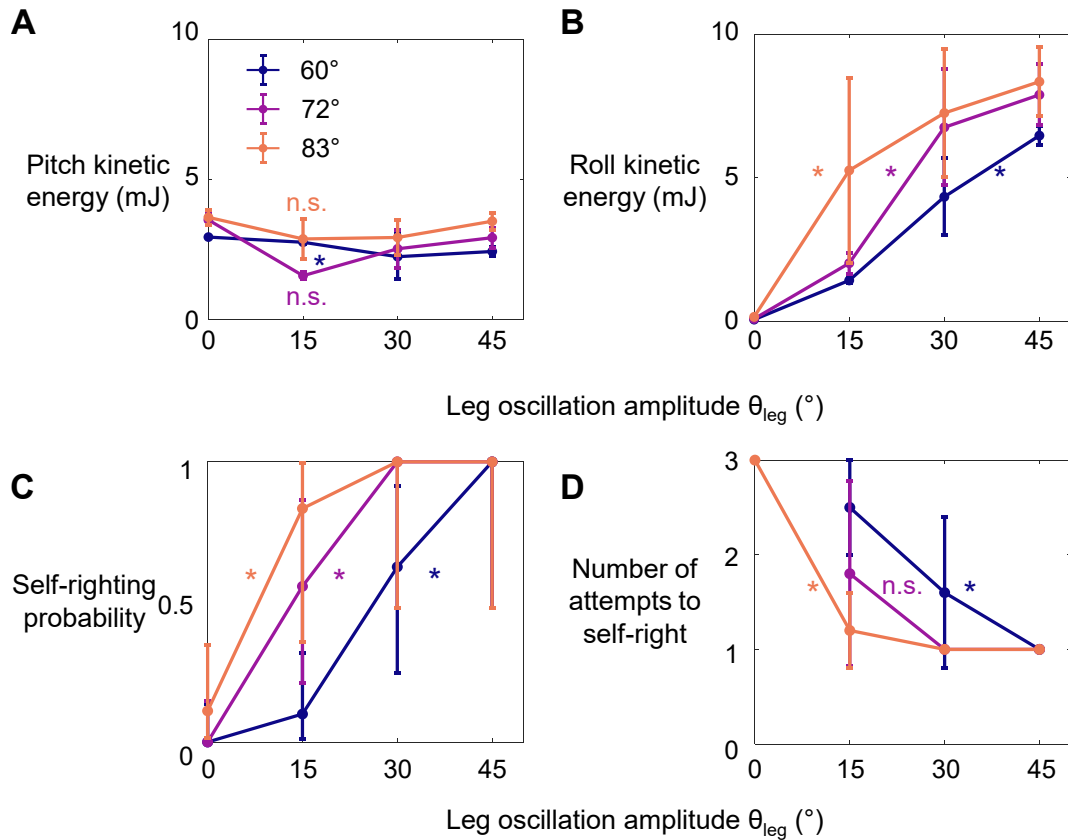 A
10
5
0
Pitch kinetic
energy (mJ)
60°
72°
83°
n.s.
*
n.s.
0 15 30 45
B
10
5
0
Roll kinetic
energy (mJ)
* * *
0 15 30 45
Leg oscillation amplitude θleg (°)
C
1
0.5
0
Self-righting
probability
* * *
0 15 30 45
D
3
2
1
0
Number of
attempts to
self-right
* n.s. *
0 15 30 45
Leg oscillation amplitude θleg (°)